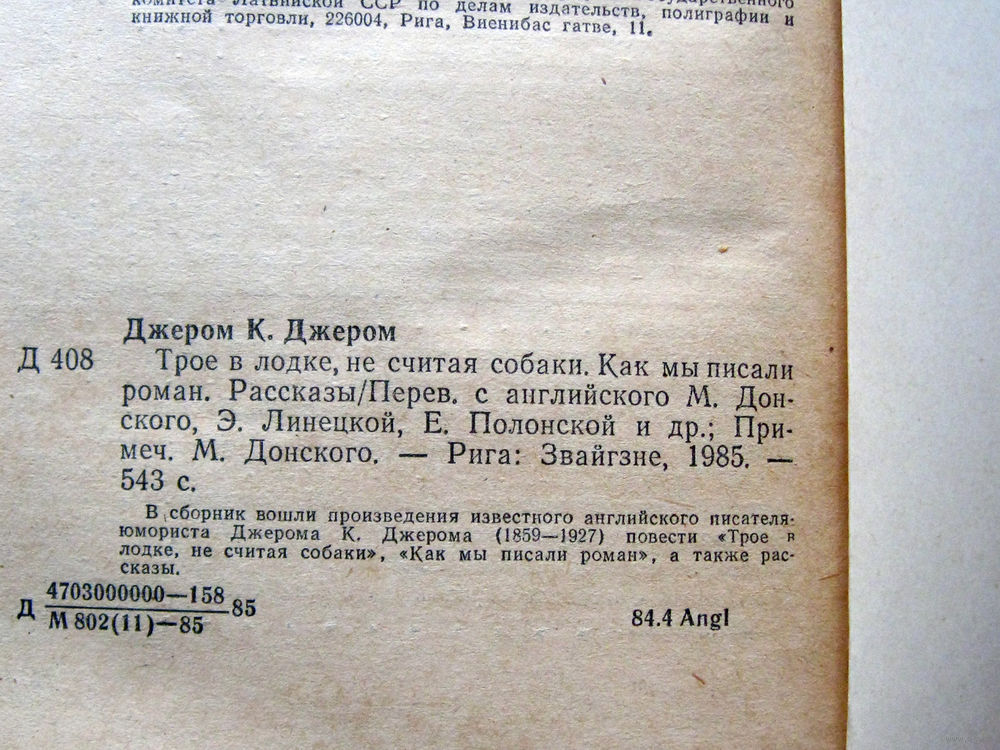 комитета Латвийской ССР по делам издательств, полиграфии и
книжной торговли, 226004, Рига, Виенибас гатве, 11.
Джером К. Джером
Д 408
Трое в лодке, не считая собаки. Как мы писали
роман. Рассказы/Перев. с английского М. Дон-
ского, Э. Линецкой, Е. Полонской и др.; При-
меч. М. Донского. — Рига: Звайгзне, 1985. —
543 с.
В сборник вошли произведения известного английского писателя-
юмориста Джерома К. Джерома (1859—1927) повести «Трое в
лодке, не считая собаки», «Как мы писали роман», а также рас-
сказы.
Д 4703000000—158
М 802(11)—85
85
84.4 Angl